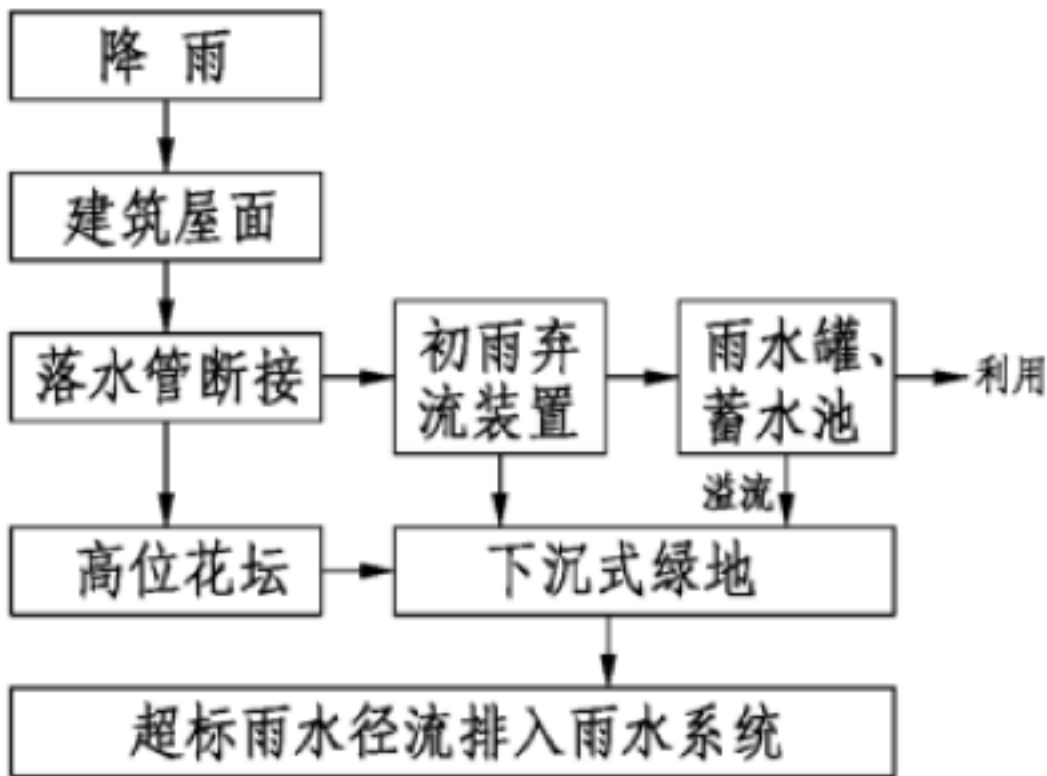 降 雨
建筑屋面
落水管断接
初雨弃
流装置
雨水罐、
蓄水池
利用
溢流
高位花坛
下沉式绿地
超标雨水径流排入雨水系统